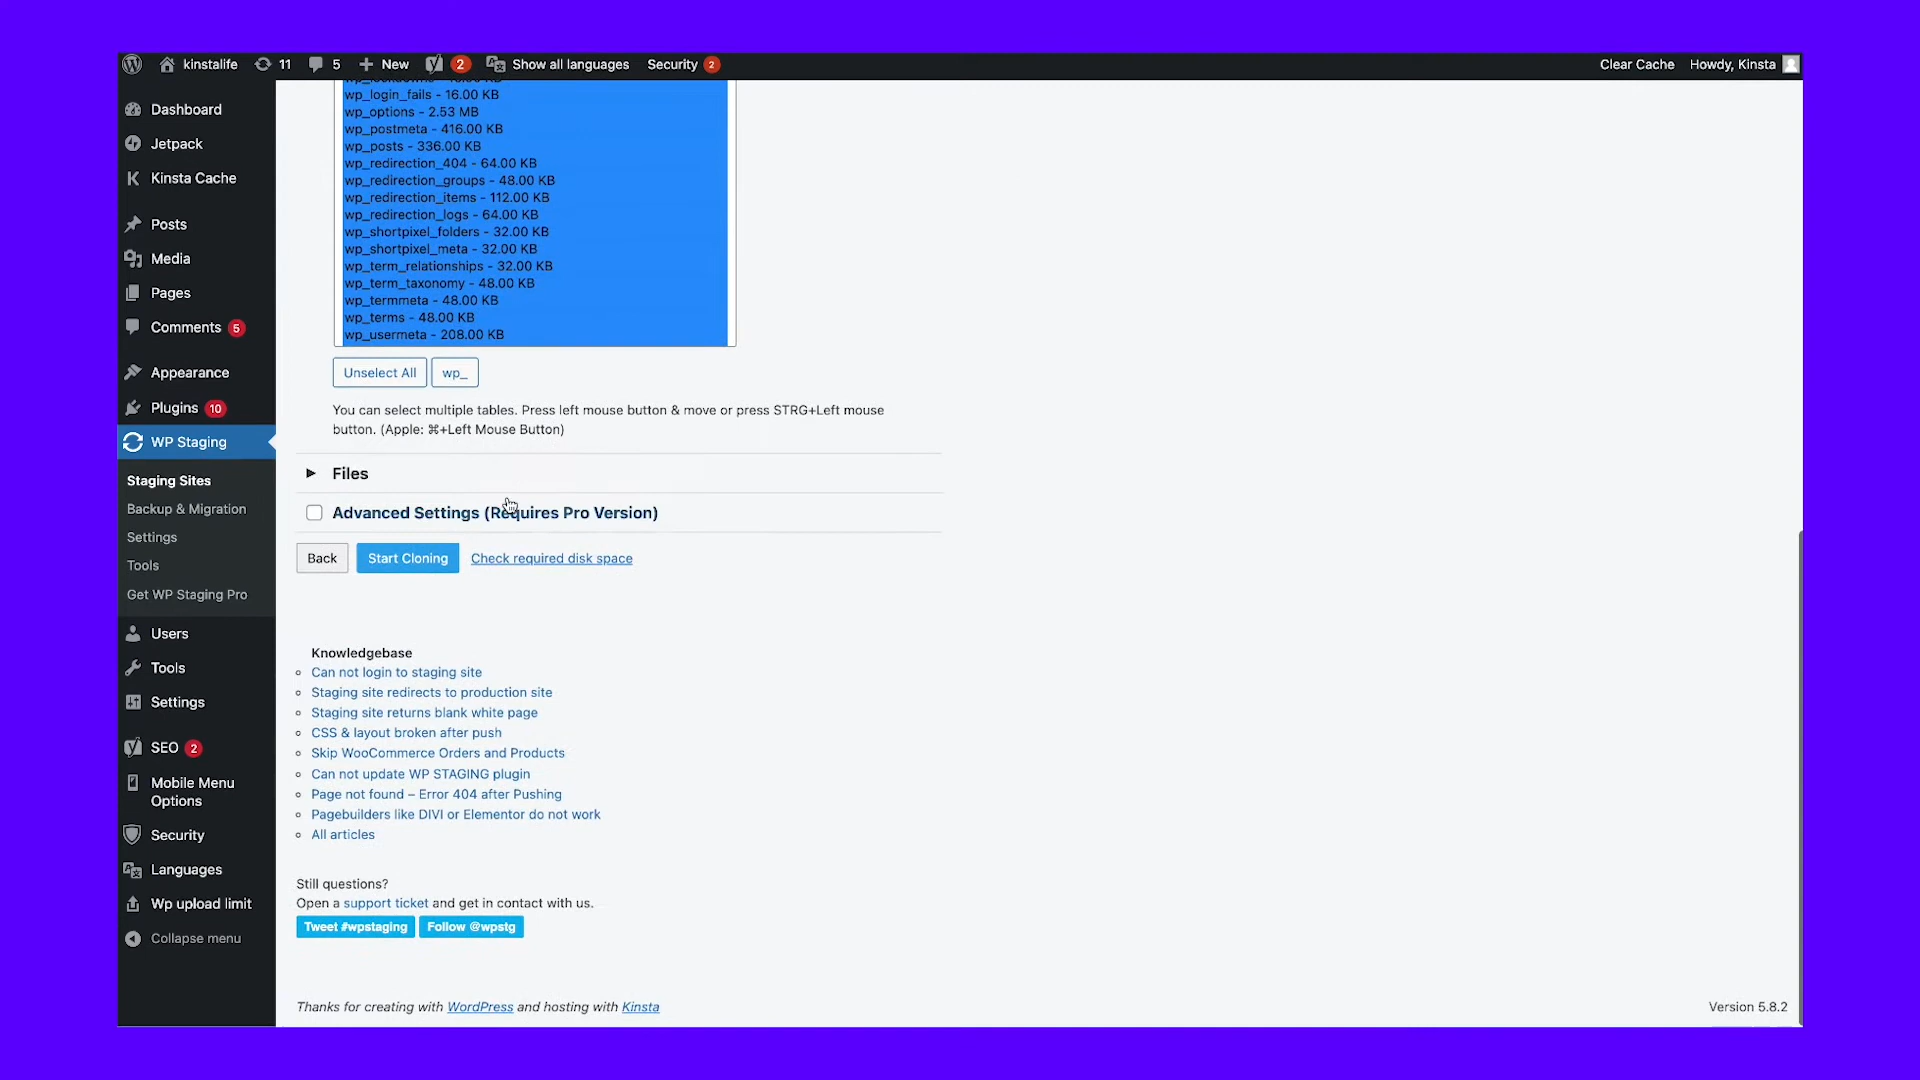 kinstalife
11
5
New
2
Show all languages
Security 2
Clear Cache
Howdy, Kinsta
Dashboard
Jetpack
Kinsta Cache
Posts
Media
Pages
Comments 5
Appearance
Plugins 10
WP Staging
Staging Sites
Backup & Migration
Settings
Tools
Get WP Staging Pro
Users
Tools
Settings
SEO 2
Mobile Menu
Options
Security
Languages
Wp upload limit
Collapse menu
wp_login_fails - 16.00 KB
wp_options - 2.53 MB
wp_postmeta - 416.00 KB
wp_posts - 336.00 KB
wp_redirection_404 - 64.00 KB
wp_redirection_groups - 48.00 KB
wp_redirection_items - 112.00 KB
wp_redirection_logs - 64.00 KB
wp_shortpixel_folders - 32.00 KB
wp_shortpixel_meta - 32.00 KB
wp_term_relationships - 32.00 KB
wp_term_taxonomy - 48.00 KB
wp_termmeta - 48.00 KB
wp_terms - 48.00 KB
wp_usermeta - 208.00 KB
Unselect All
wp_
You can select multiple tables. Press left mouse button & move or press STRG+Left mouse
button. (Apple: ⌘+Left Mouse Button)
Files
Advanced Settings (Requires Pro Version)
Back
Start Cloning
Check required disk space
Knowledgebase
Can not login to staging site
Staging site redirects to production site
Staging site returns blank white page
CSS & layout broken after push
Skip WooCommerce Orders and Products
Can not update WP STAGING plugin
Page not found – Error 404 after Pushing
Pagebuilders like DIVI or Elementor do not work
All articles
Still questions?
Open a support ticket and get in contact with us.
Tweet #wpstaging
Follow @wpstg
Thanks for creating with WordPress and hosting with Kinsta
Version 5.8.2